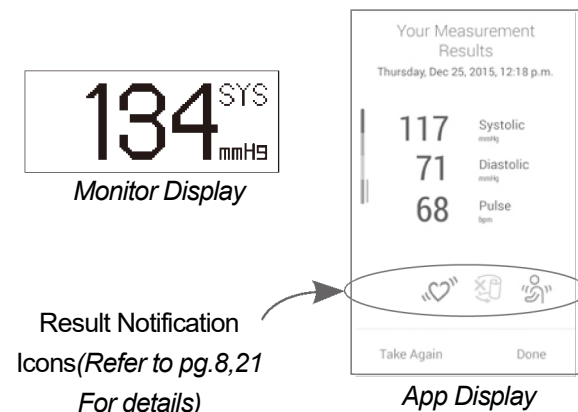 134 SYS
mmHg
Monitor Display
Result Notification
Icons(Refer to pg.8,21
For details)
Your Measurement
Results
Thursday, Dec 25, 2015, 12:18 p.m.
117 Systolic
mmHg
71 Diastolic
mmHg
68 Pulse
bpm
Take Again Done
App Display